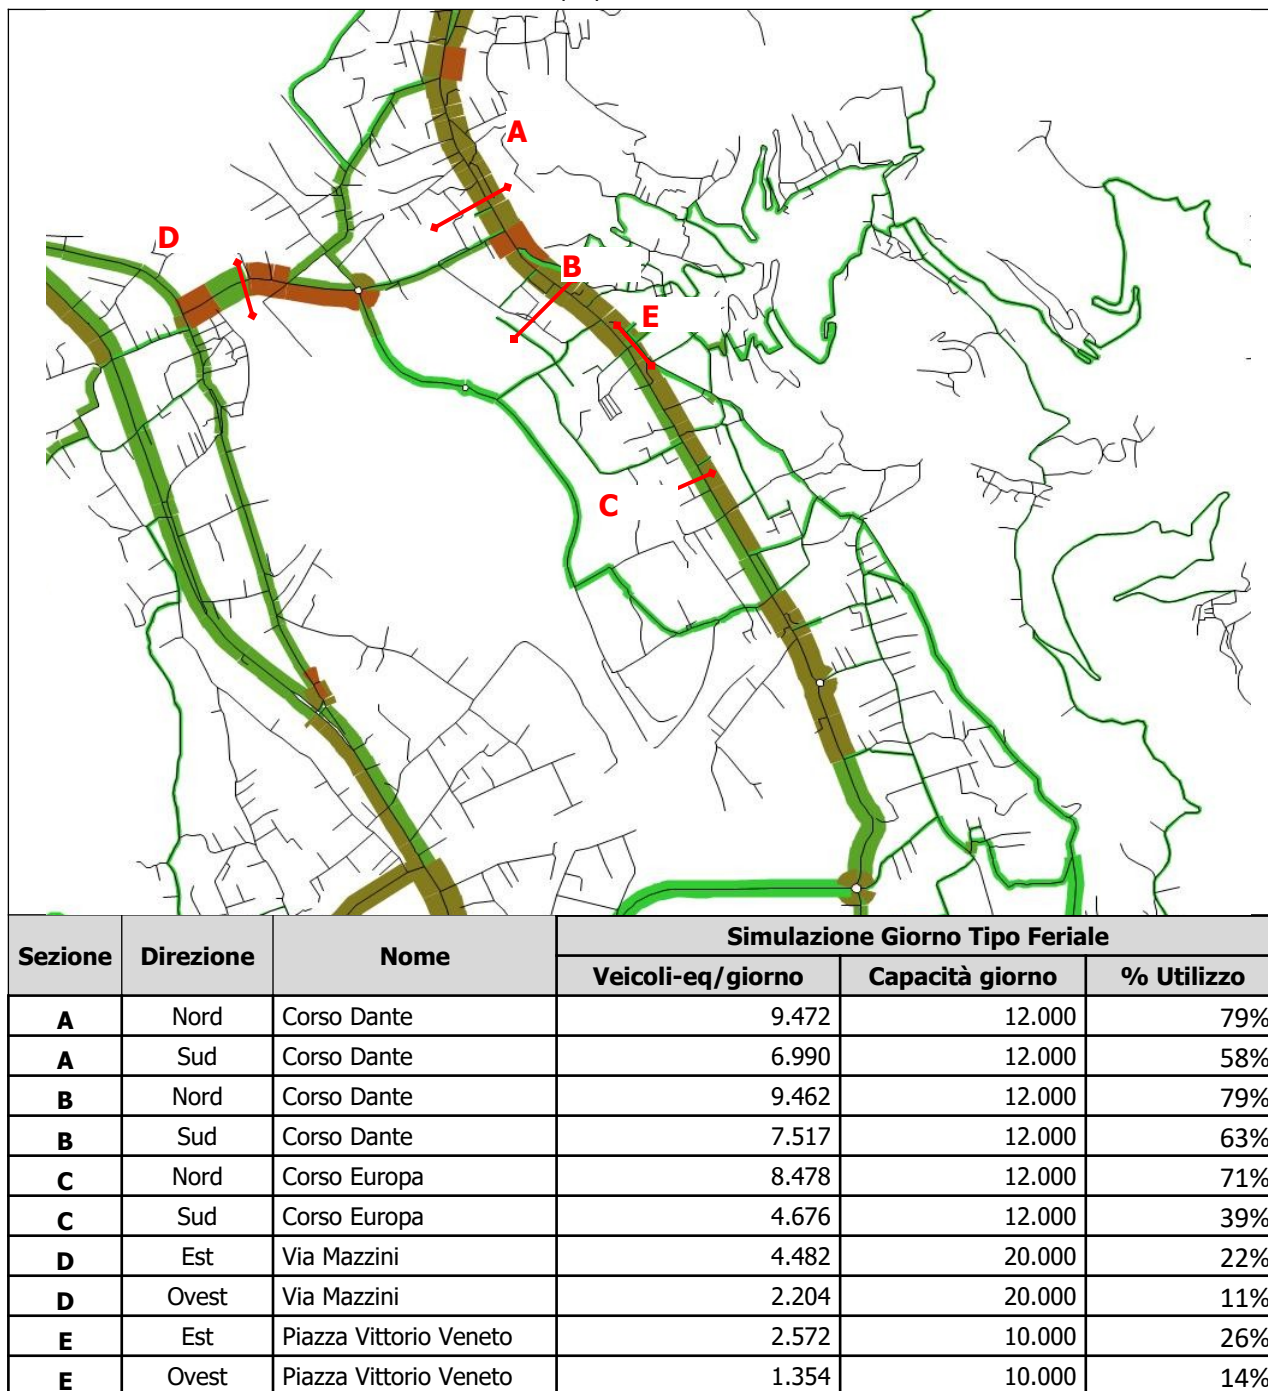 A
D
B
E
C
Sezione Direzione Nome Simulazione Giorno Tipo Feriale
Veicoli-eq/giorno Capacità giorno % Utilizzo
A Nord Corso Dante 9.472 12.000 79%
A Sud Corso Dante 6.990 12.000 58%
B Nord Corso Dante 9.462 12.000 79%
B Sud Corso Dante 7.517 12.000 63%
C Nord Corso Europa 8.478 12.000 71%
C Sud Corso Europa 4.676 12.000 39%
D Est Via Mazzini 4.482 20.000 22%
D Ovest Via Mazzini 2.204 20.000 11%
E Est Piazza Vittorio Veneto 2.572 10.000 26%
E Ovest Piazza Vittorio Veneto 1.354 10.000 14%